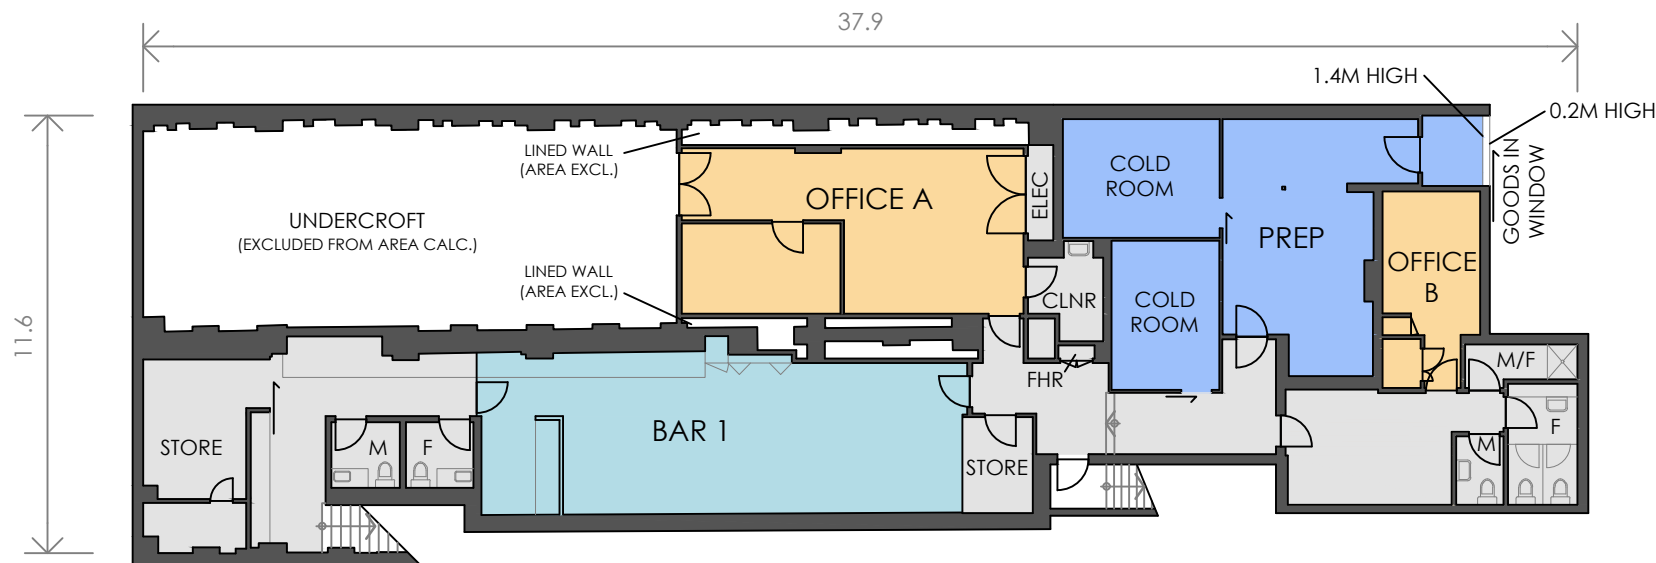 37.9
1.4M HIGH
0.2M HIGH
GOODS IN
WINDOW
LINED WALL
(AREA EXCL.)
COLD
ROOM
OFFICE A
ELEC
UNDERCROFT
(EXCLUDED FROM AREA CALC.)
PREP
OFFICE
B
LINED WALL
(AREA EXCL.)
CLNR
COLD
ROOM
11.6
FHR
M/F
BAR 1
STORE
M
F
STORE
M
F